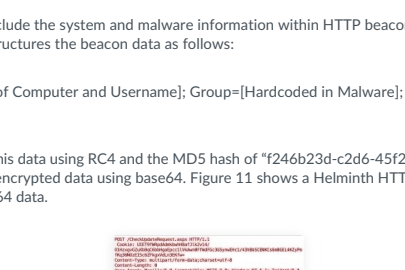 clude the system and malware information within HTTP beaco
ructures the beacon data as follows:
of Computer and Username]; Group=[Hardcoded in Malware];
his data using RC4 and the MD5 hash of “f246b23d-c2d6-45f2
encrypted data using base64. Figure 11 shows a Helminth HTT
64 data.
POST /CheckUpdateRequest.aspx HTTP/1.1
Content-Type: multipart/form-data;charset=utf-8
Content-Length: 0